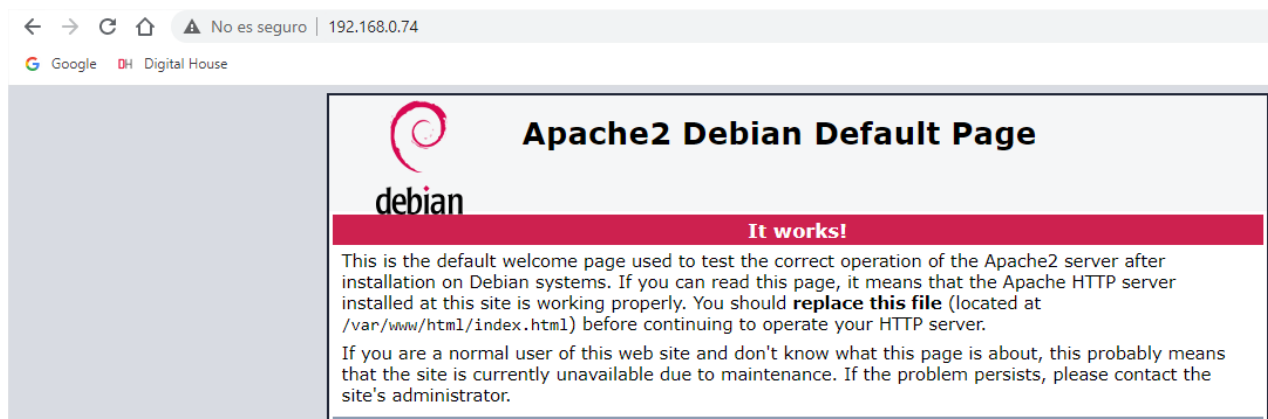 No es seguro | 192.168.0.74
Google DH Digital House
Apache2 Debian Default Page
debian
It works!
This is the default welcome page used to test the correct operation of the Apache2 server after
installation on Debian systems. If you can read this page, it means that the Apache HTTP server
installed at this site is working properly. You should replace this file (located at
/var/www/html/index.html) before continuing to operate your HTTP server.
If you are a normal user of this web site and don't know what this page is about, this probably means
that the site is currently unavailable due to maintenance. If the problem persists, please contact the
site's administrator.